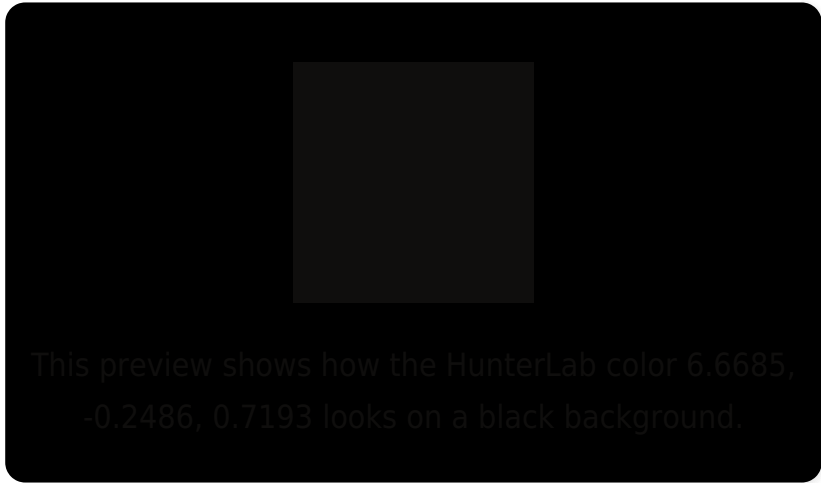 This preview shows how the HunterLab color 6.6685,
-0.2486, 0.7193 looks on a black background.